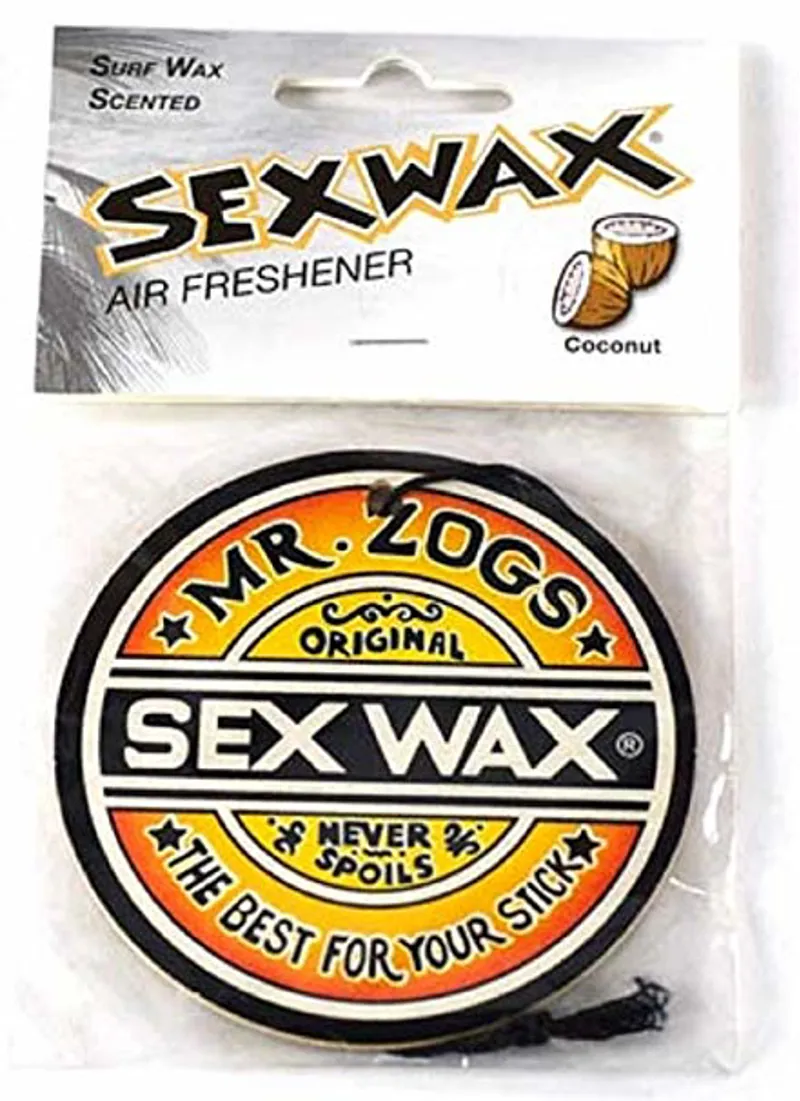 SURF WAX
SCENTED
SEXWAX®
AIR FRESHENER
Coconut
MR. ZOGS
ORIGINAL
SEX WAX®
NEVER
SPOILS
THE BEST FOR YOUR STICK